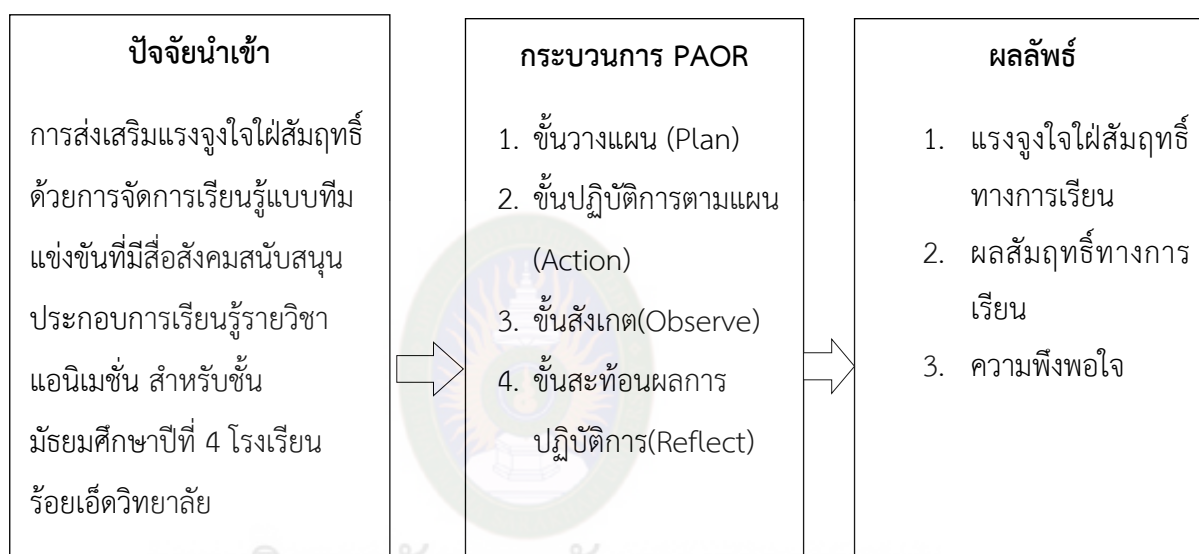 ปัจจัยนำเข้า
การส่งเสริมแรงจูงใจใฝ่สัมฤทธิ์
ด้วยการจัดการเรียนรู้แบบทีม
แข่งขันที่มีสื่อสังคมสนับสนุน
ประกอบการเรียนรู้รายวิชา
แอนิเมชั่น สำหรับชั้น
มัธยมศึกษาปีที่ 4 โรงเรียน
ร้อยเอ็ดวิทยาลัย
กระบวนการ PAOR
1. ขั้นวางแผน (Plan)
2. ขั้นปฏิบัติการตามแผน
(Action)
3. ขั้นสังเกต(Observe)
4. ขั้นสะท้อนผลการ
ปฏิบัติการ(Reflect)
ผลลัพธ์
1. แรงจูงใจใฝ่สัมฤทธิ์
ทางการเรียน
2. ผลสัมฤทธิ์ทางการ
เรียน
3. ความพึงพอใจ